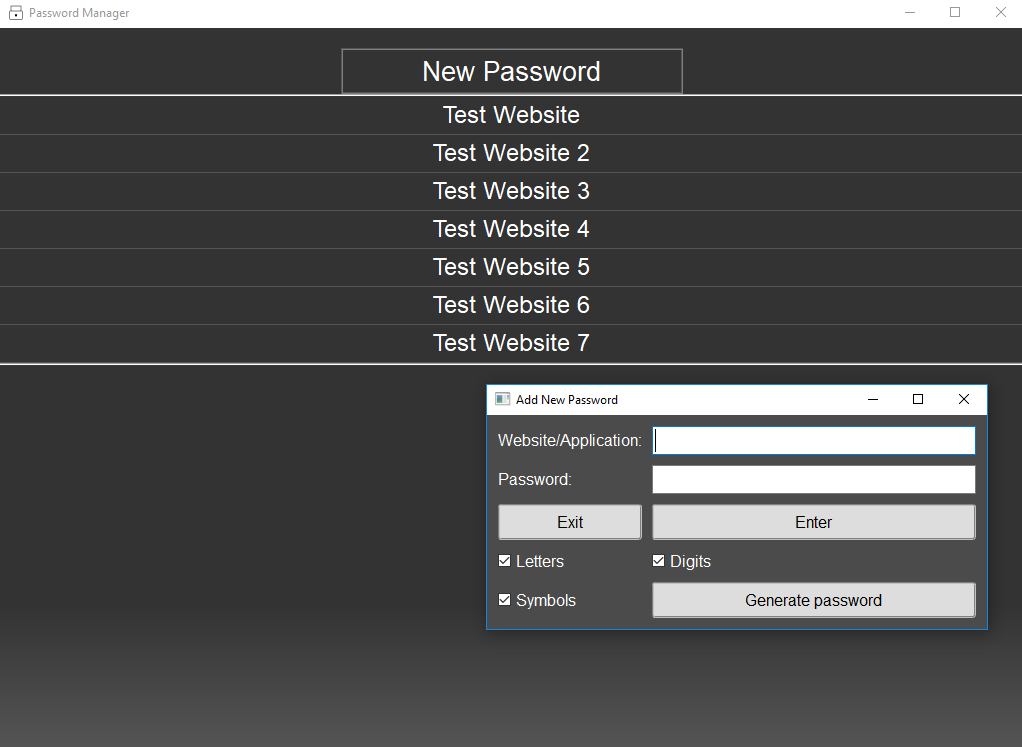 Password Manager
New Password
Test Website
Test Website 2
Test Website 3
Test Website 4
Test Website 5
Test Website 6
Test Website 7
Add New Password
Website/Application:
Password:
Exit Enter
Letters Digits
Symbols Generate password